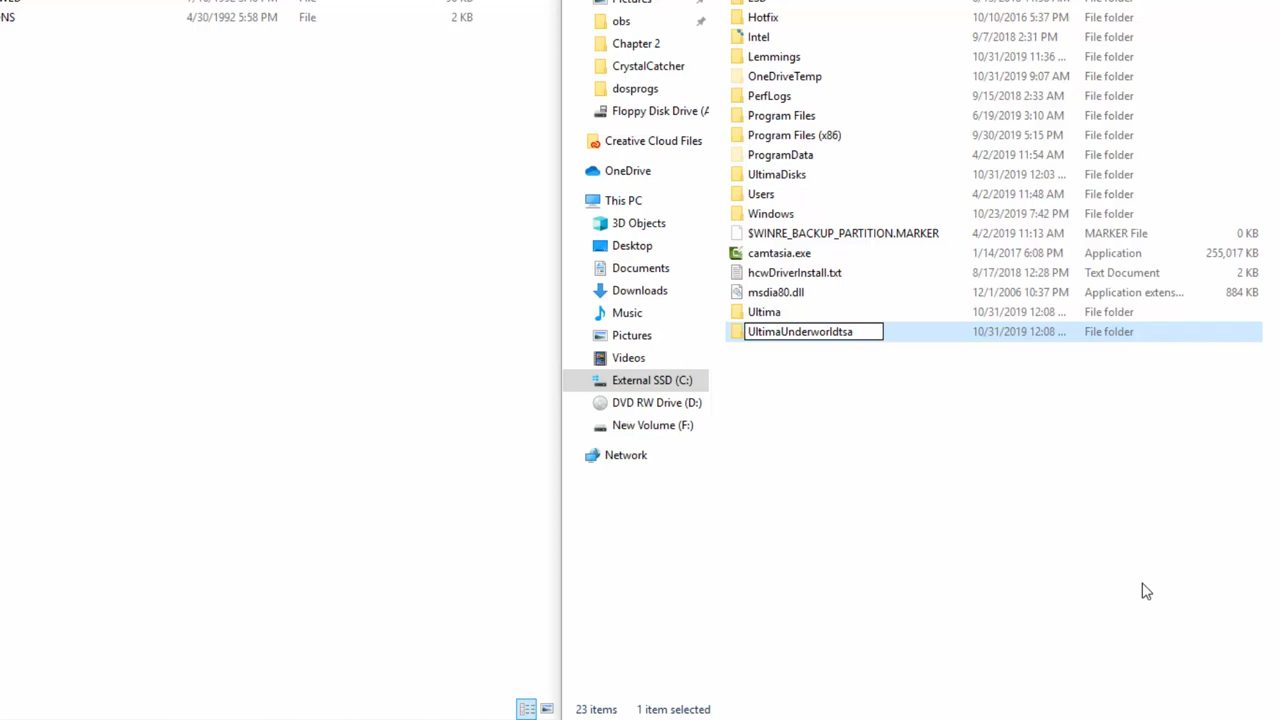 NS 4/30/1992 5:58 PM File 2 KB
Pictures
obs
Chapter 2
CrystalCatcher
dosprogs
Floppy Disk Drive (A
Creative Cloud Files
OneDrive
This PC
3D Objects
Desktop
Documents
Downloads
Music
Pictures
Videos
External SSD (C:)
DVD RW Drive (D:)
New Volume (F:)
Network
Hotfix 10/10/2016 5:37 PM File folder
Intel 9/7/2018 2:31 PM File folder
Lemmings 10/31/2019 11:36 ... File folder
OneDriveTemp 10/31/2019 9:07 AM File folder
PerfLogs 9/15/2018 2:33 AM File folder
Program Files 6/19/2019 3:10 AM File folder
Program Files (x86) 9/30/2019 5:15 PM File folder
ProgramData 4/2/2019 11:54 AM File folder
UltimaDisks 10/31/2019 12:03 ... File folder
Users 4/2/2019 11:48 AM File folder
Windows 10/23/2019 7:42 PM File folder
$WINRE_BACKUP_PARTITION.MARKER 4/2/2019 11:13 AM MARKER File 0 KB
camtasia.exe 1/14/2017 6:08 PM Application 255,017 KB
hcwDriverInstall.txt 8/17/2018 12:28 PM Text Document 2 KB
msdia80.dll 12/1/2006 10:37 PM Application extens... 884 KB
Ultima 10/31/2019 12:08 ... File folder
UltimaUnderworldtsa 10/31/2019 12:08 ... File folder
23 items 1 item selected